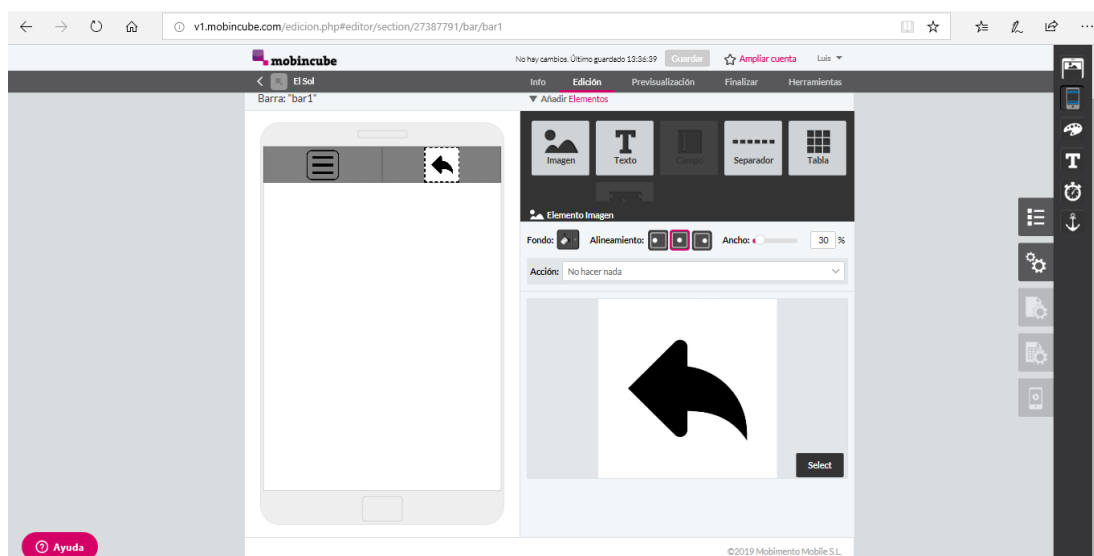 v1.mobincube.com/edicion.php#editor/section/27387791/bar/bar1
mobincube
No hay cambios. Último guardado 13:36:39
Guardar
Ampliar cuenta
Luis
El Sol
Info
Edición
Previsualización
Finalizar
Herramientas
Barra: "bar1"
Añadir Elementos
Imagen
Texto
Campo
Separador
Tabla
Elemento Imagen
Fondo:
Alineamiento:
Ancho:
30 %
Acción: No hacer nada
Select
Ayuda
©2019 Mobimento Mobile S.L.